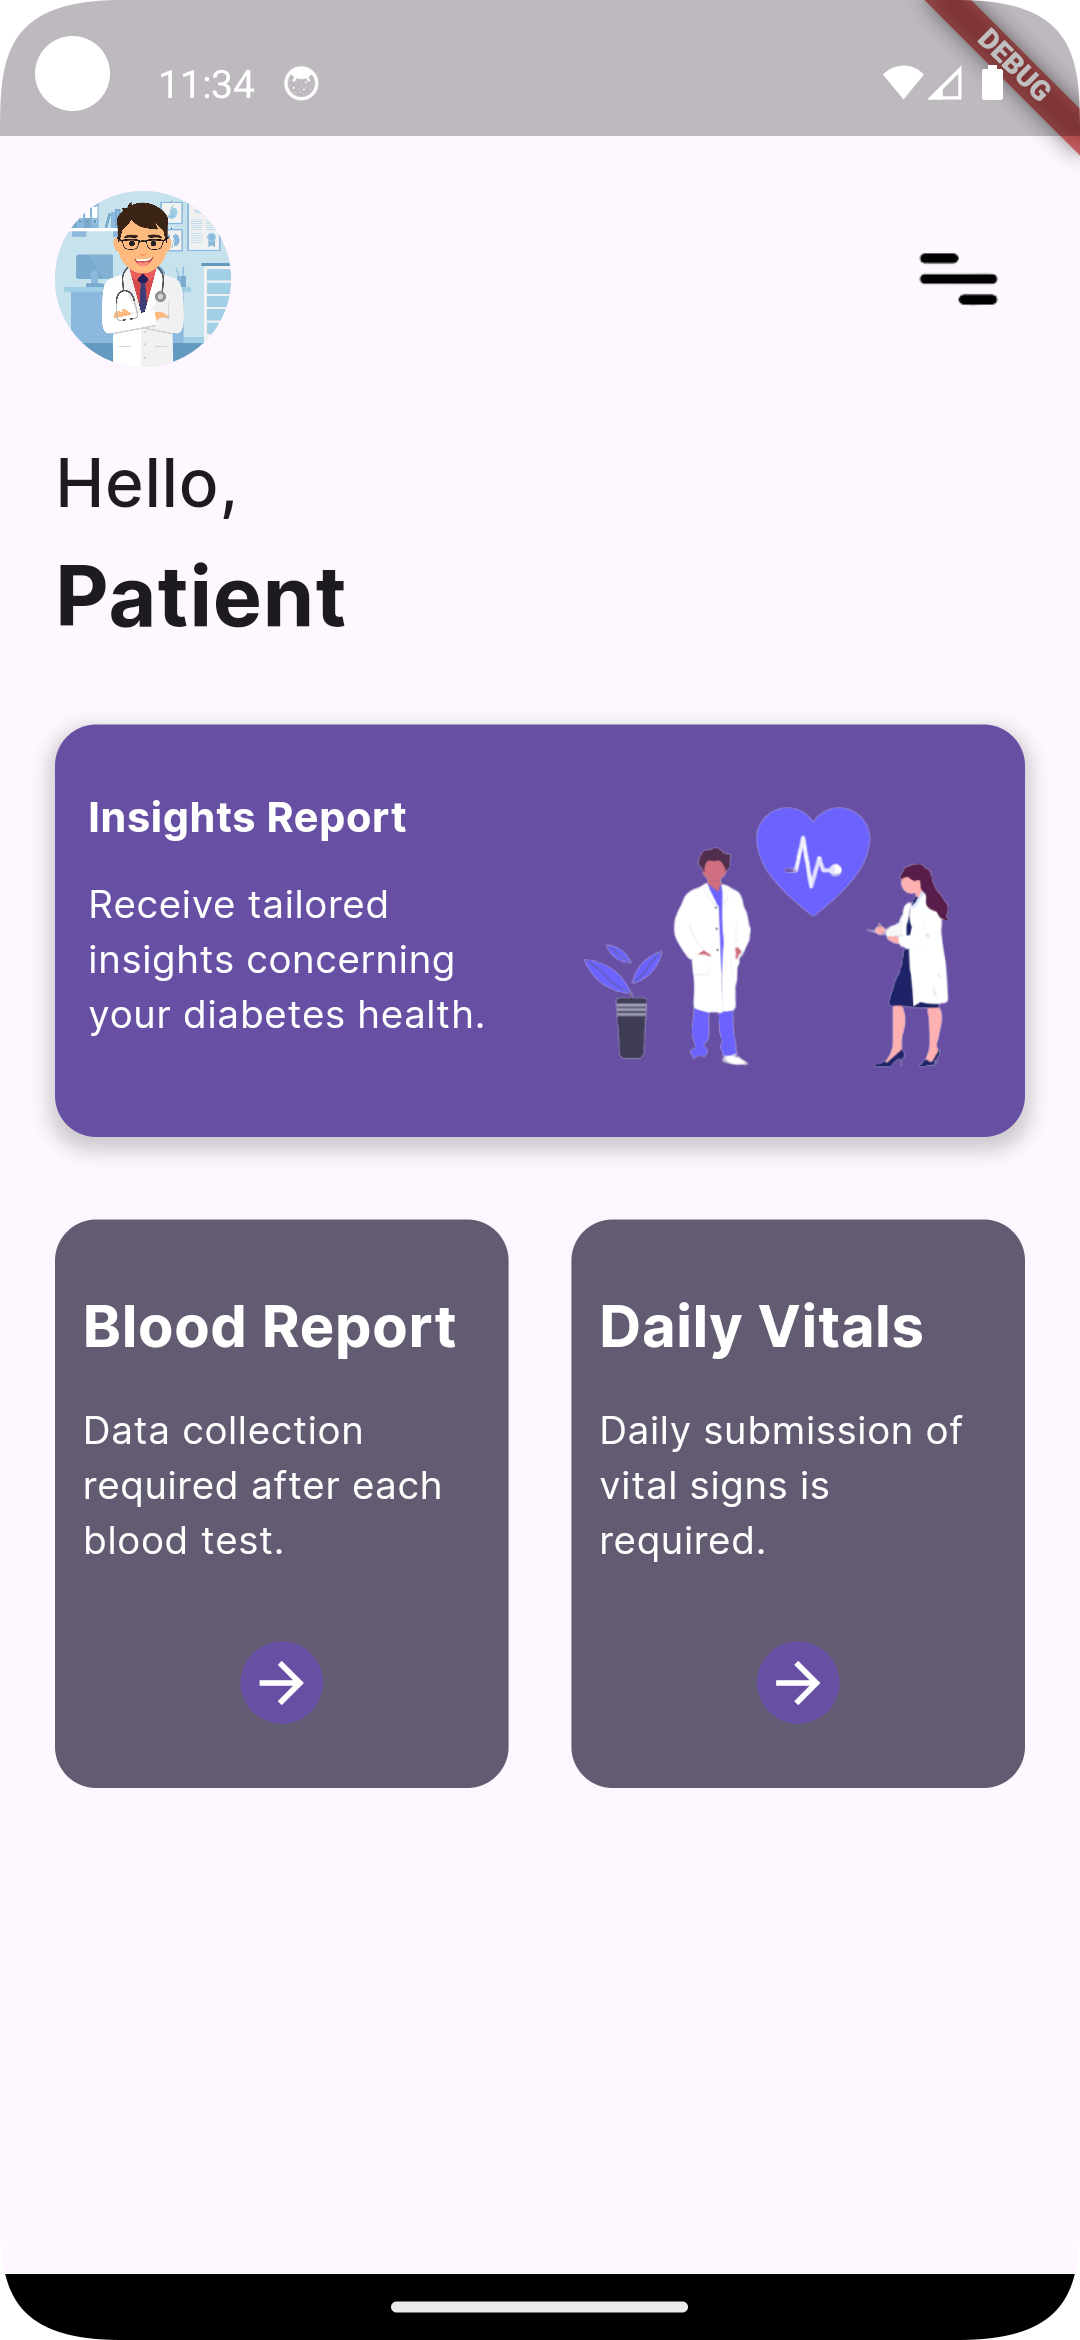 11:34
DEBUG
Hello,
Patient
Insights Report
Receive tailored
insights concerning
your diabetes health.
Blood Report
Data collection
required after each
blood test.
Daily Vitals
Daily submission of
vital signs is
required.